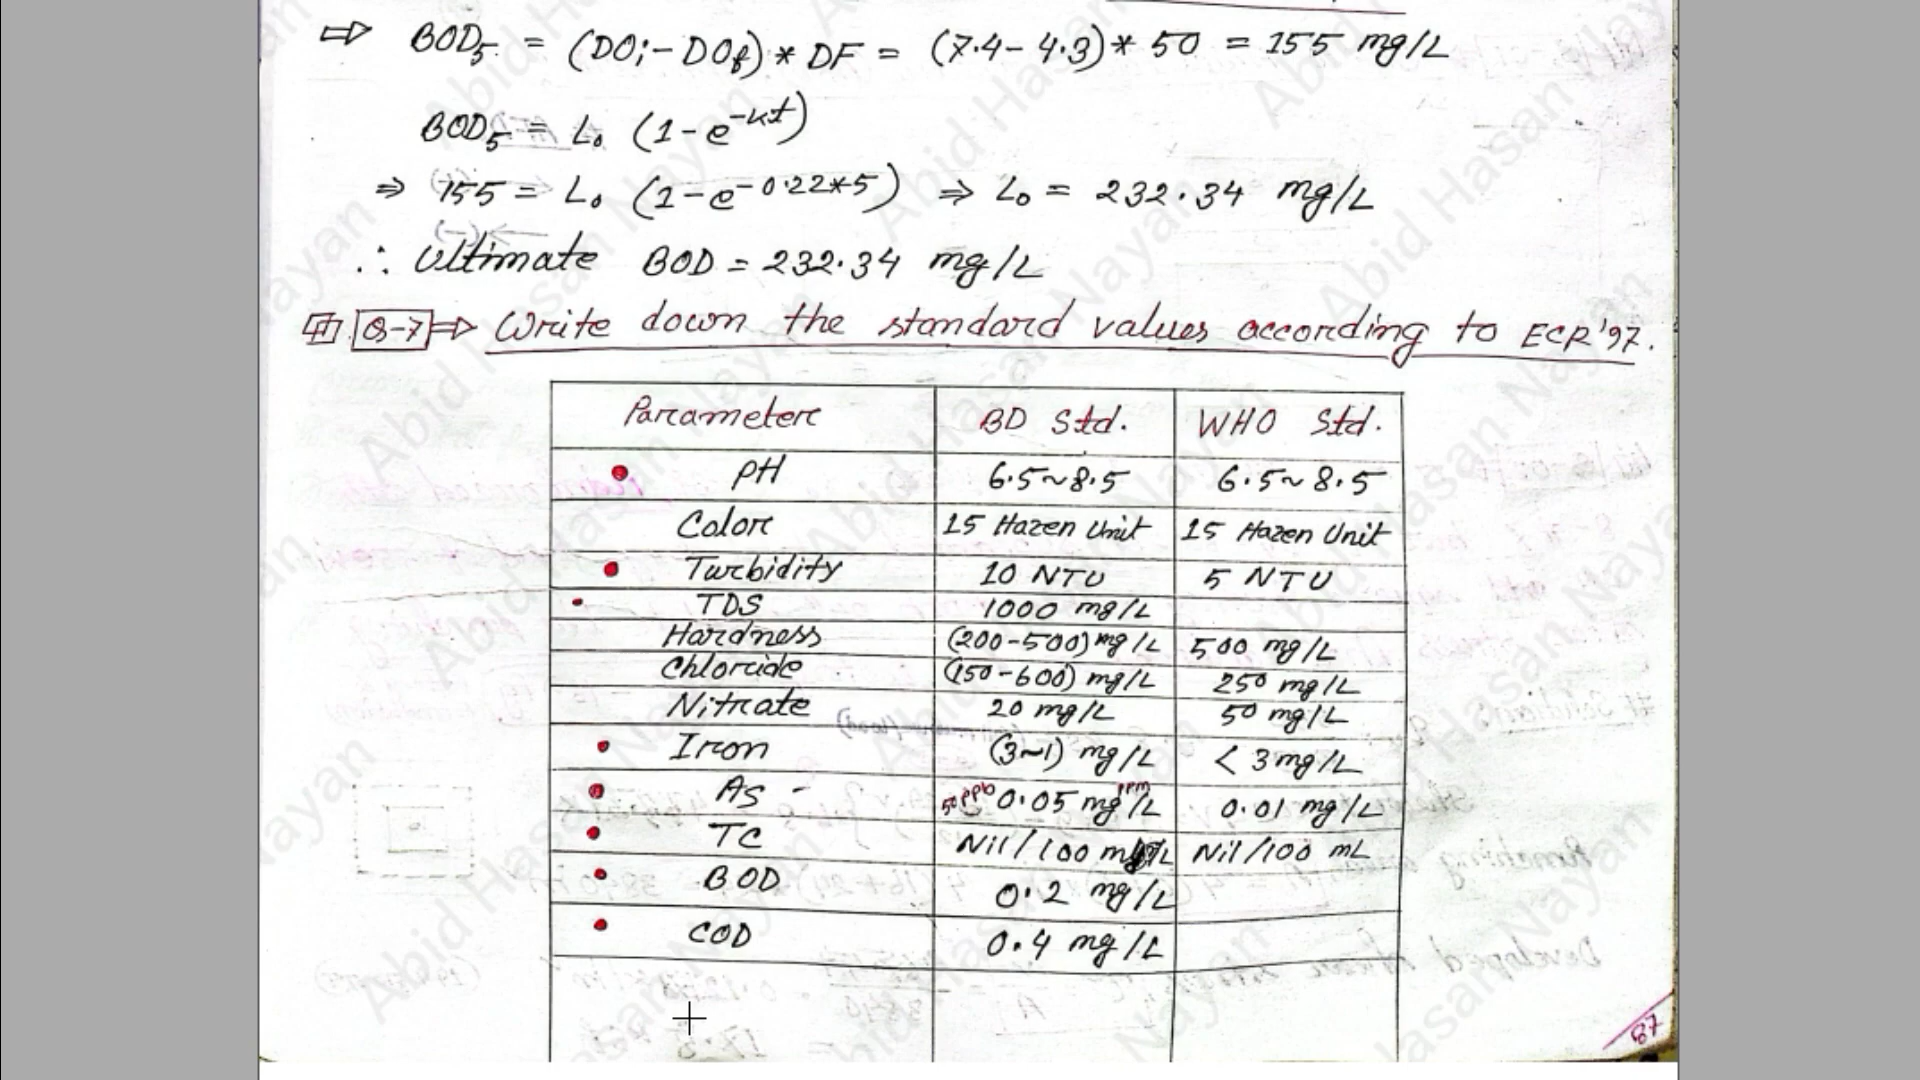 ⇒ BOD5 = (DOi - DOf) * DF = (7.4 - 4.3) * 50 = 155 mg/L
BOD5 = L0 (1 - e^-kt)
⇒ 155 = L0 (1 - e^-0.22*5) ⇒ L0 = 232.34 mg/L
∴ Ultimate BOD = 232.34 mg/L
Q-7 ⇒ Write down the standard values according to ECR'97.
Parameter BD Std. WHO Std.
PH 6.5~8.5 6.5~8.5
Color 15 Hazen Unit 15 Hazen Unit
Turbidity 10 NTU 5 NTU
TDS 1000 mg/L
Hardness (200-500) mg/L 500 mg/L
Chloride (150-600) mg/L 250 mg/L
Nitrate 20 mg/L 50 mg/L
Iron (3~1) mg/L < 3 mg/L
As - 50 ppb 0.05 mg/L ppm 0.01 mg/L
TC Nil/100 mL Nil/100 mL
BOD 0.2 mg/L
COD 0.4 mg/L
87
Abid Hasan Nayan